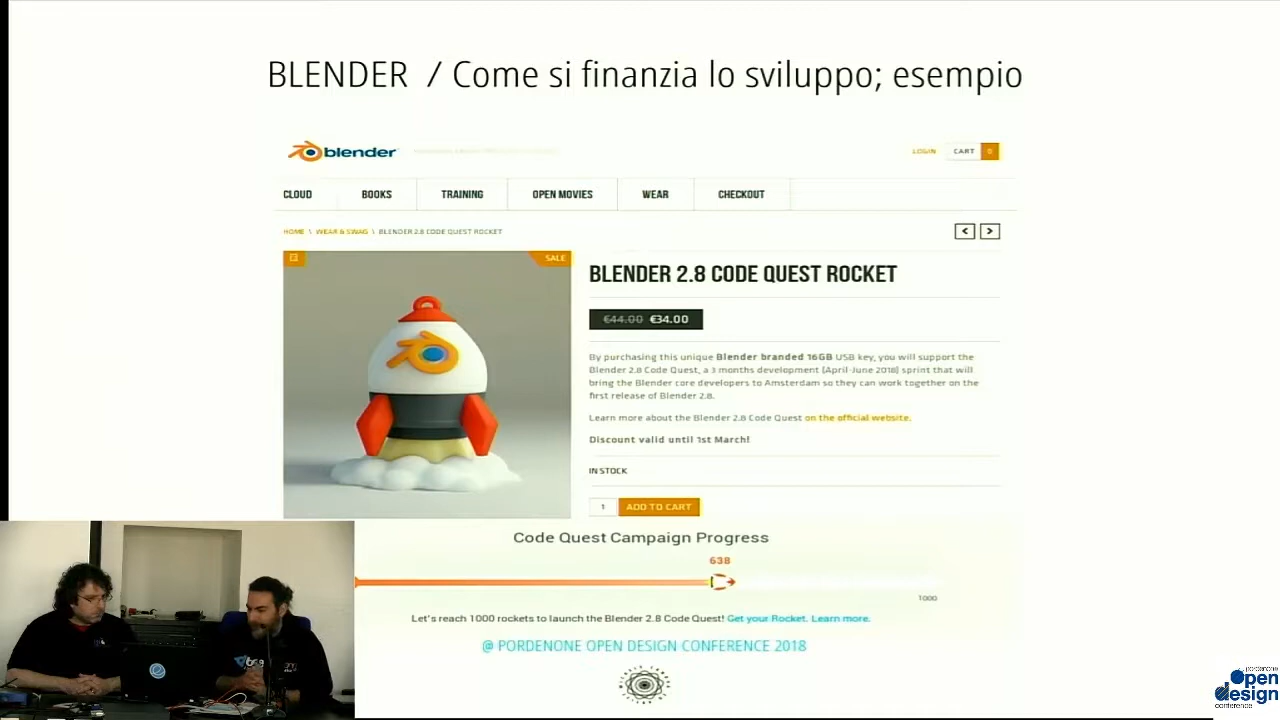 BLENDER / Come si finanzia lo sviluppo; esempio
blender
LOGIN
CART 0
CLOUD BOOKS TRAINING OPEN MOVIES WEAR CHECKOUT
HOME \ WEAR & SWAG \ BLENDER 2.8 CODE QUEST ROCKET
< >
SALE
BLENDER 2.8 CODE QUEST ROCKET
€44.00 €34.00
By purchasing this unique Blender branded 16GB USB key, you will support the
Blender 2.8 Code Quest, a 3 months development (April-June 2018) sprint that will
bring the Blender core developers to Amsterdam so they can work together on the
first release of Blender 2.8.
Learn more about the Blender 2.8 Code Quest on the official website.
Discount valid until 1st March!
IN STOCK
1 ADD TO CART
Code Quest Campaign Progress
638
1000
Let's reach 1000 rockets to launch the Blender 2.8 Code Quest! Get your Rocket. Learn more.
@ PORDENONE OPEN DESIGN CONFERENCE 2018
pordenone
open
design
conference